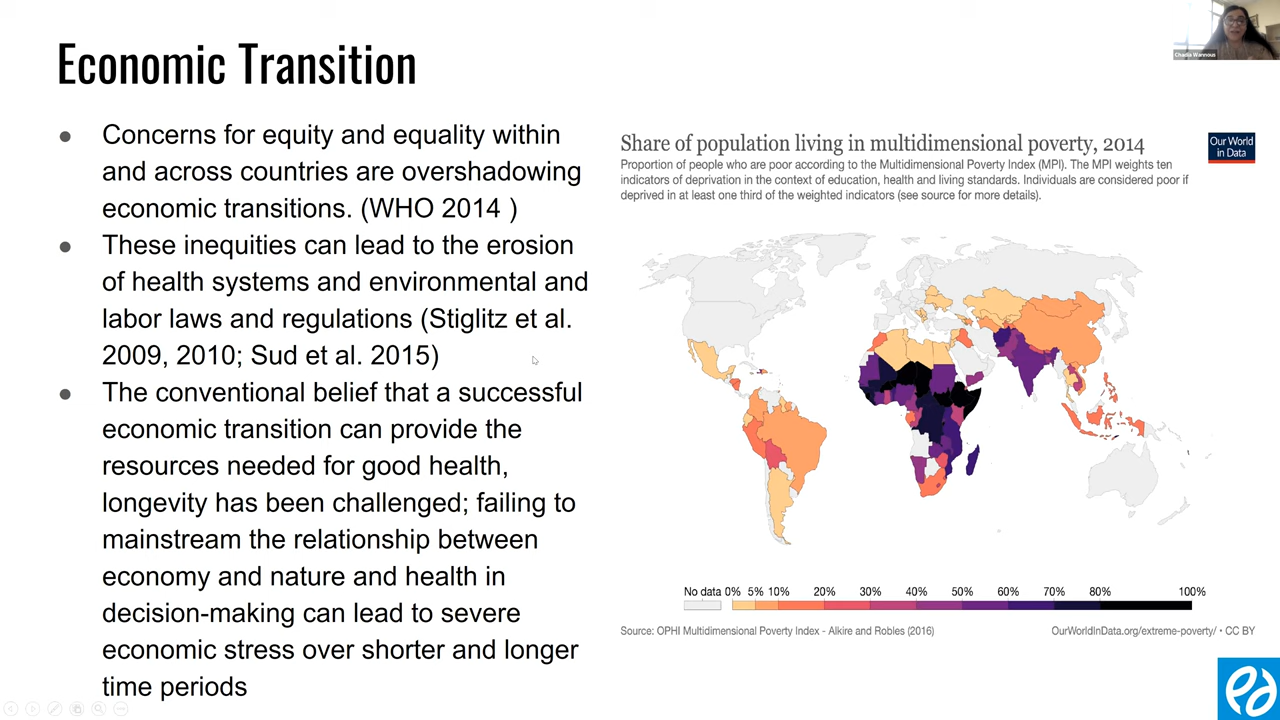 Economic Transition
Chadia Wannous
● Concerns for equity and equality within
and across countries are overshadowing
economic transitions. (WHO 2014 )
● These inequities can lead to the erosion
of health systems and environmental and
labor laws and regulations (Stiglitz et al.
2009, 2010; Sud et al. 2015)
● The conventional belief that a successful
economic transition can provide the
resources needed for good health,
longevity has been challenged; failing to
mainstream the relationship between
economy and nature and health in
decision-making can lead to severe
economic stress over shorter and longer
time periods
Share of population living in multidimensional poverty, 2014
Our World
in Data
Proportion of people who are poor according to the Multidimensional Poverty Index (MPI). The MPI weights ten
indicators of deprivation in the context of education, health and living standards. Individuals are considered poor if
deprived in at least one third of the weighted indicators (see source for more details).
No data 0% 5% 10% 20% 30% 40% 50% 60% 70% 80% 100%
Source: OPHI Multidimensional Poverty Index - Alkire and Robles (2016)
OurWorldInData.org/extreme-poverty/ • CC BY